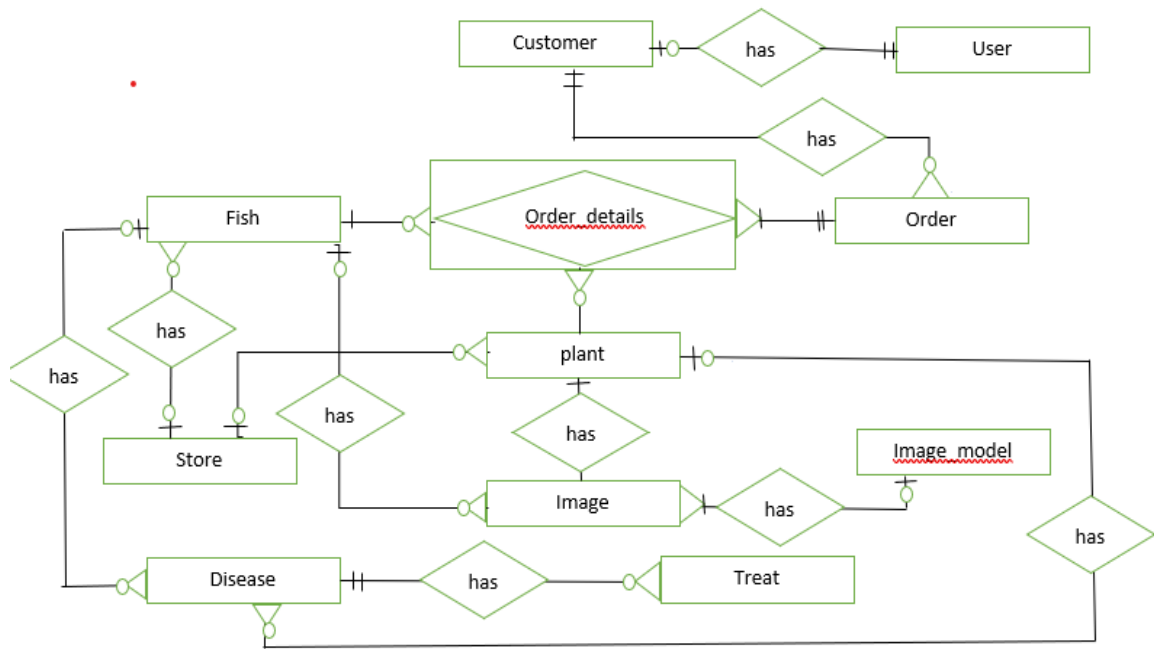 Customer
has
User
has
Fish
Order_details
Order
has
plant
has
has
has
Image_model
Store
Image
has
has
Disease
has
Treat